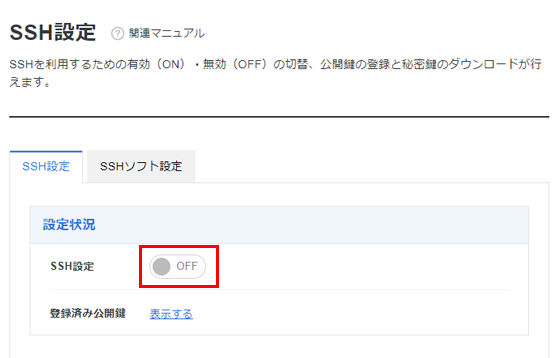 SSH設定 ? 関連マニュアル
SSHを利用するための有効（ON）・無効（OFF）の切替、公開鍵の登録と秘密鍵のダウンロードが行
えます。
SSH設定 SSHソフト設定
設定状況
SSH設定 OFF
登録済み公開鍵 表示する